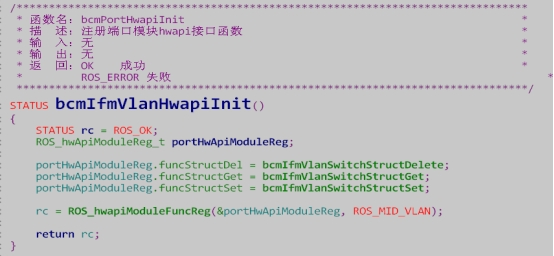 /***************************************************************************
 * 函数名: bcmPortHwapiInit *
 * 描  述: 注册端口模块hwapi接口函数 *
 * 输  入: 无 *
 * 输  出: 无 *
 * 返  回: OK    成功 *
 *         ROS_ERROR 失败 *
 ***************************************************************************/
STATUS bcmIfmVlanHwapiInit()
{
    STATUS rc = ROS_OK;
    ROS_hwApiModuleReg_t portHwApiModuleReg;
    portHwApiModuleReg.funcStructDel = bcmIfmVlanSwitchStructDelete;
    portHwApiModuleReg.funcStructGet = bcmIfmVlanSwitchStructGet;
    portHwApiModuleReg.funcStructSet = bcmIfmVlanSwitchStructSet;
    rc = ROS_hwapiModuleFuncReg(&portHwApiModuleReg, ROS_MID_VLAN);
    return rc;
}